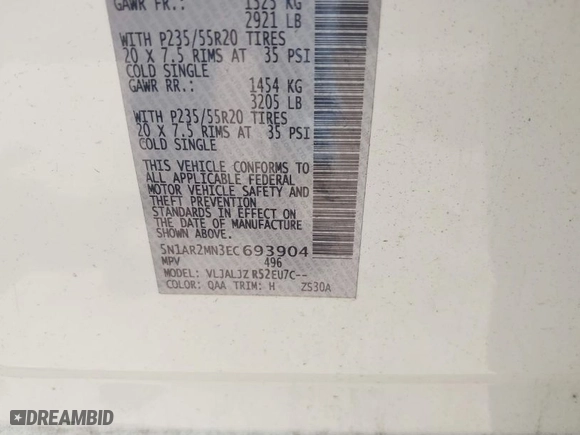 GAWR FR.: 1325 KG
2921 LB
WITH P235/55R20 TIRES
20 X 7.5 RIMS AT 35 PSI
COLD SINGLE
GAWR RR.: 1454 KG
3205 LB
WITH P235/55R20 TIRES
20 X 7.5 RIMS AT 35 PSI
COLD SINGLE
THIS VEHICLE CONFORMS TO
ALL APPLICABLE FEDERAL
MOTOR VEHICLE SAFETY AND
THEFT PREVENTION
STANDARDS IN EFFECT ON
THE DATE OF MANUFACTURE
SHOWN ABOVE.
5N1AR2MN3EC693904
MPV 496
MODEL: VLJALJZ R52EU7C--
COLOR: QAA TRIM: H ZS30A
DREAMBID